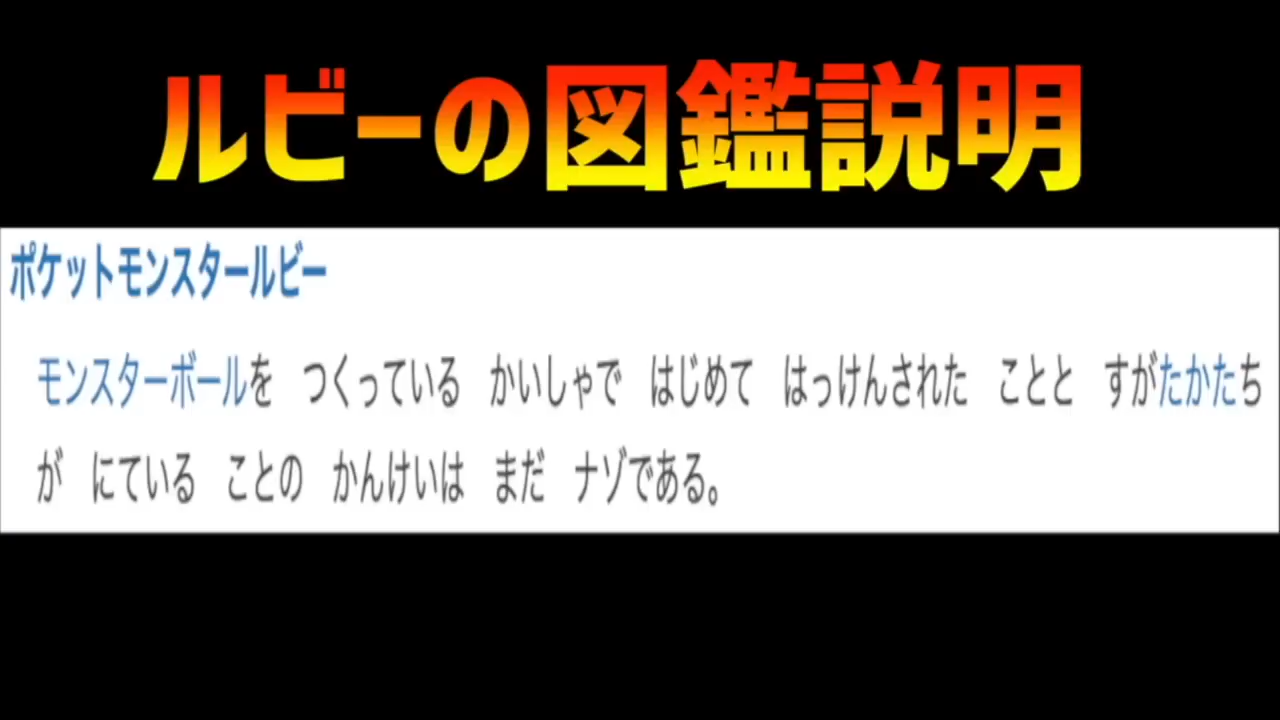 ルビーの図鑑説明
ポケットモンスタールビー
モンスターボールを　つくっている　かいしゃで　はじめて　はっけんされた　ことと　すがたかたち
が　にている　ことの　かんけいは　まだ　ナゾである。